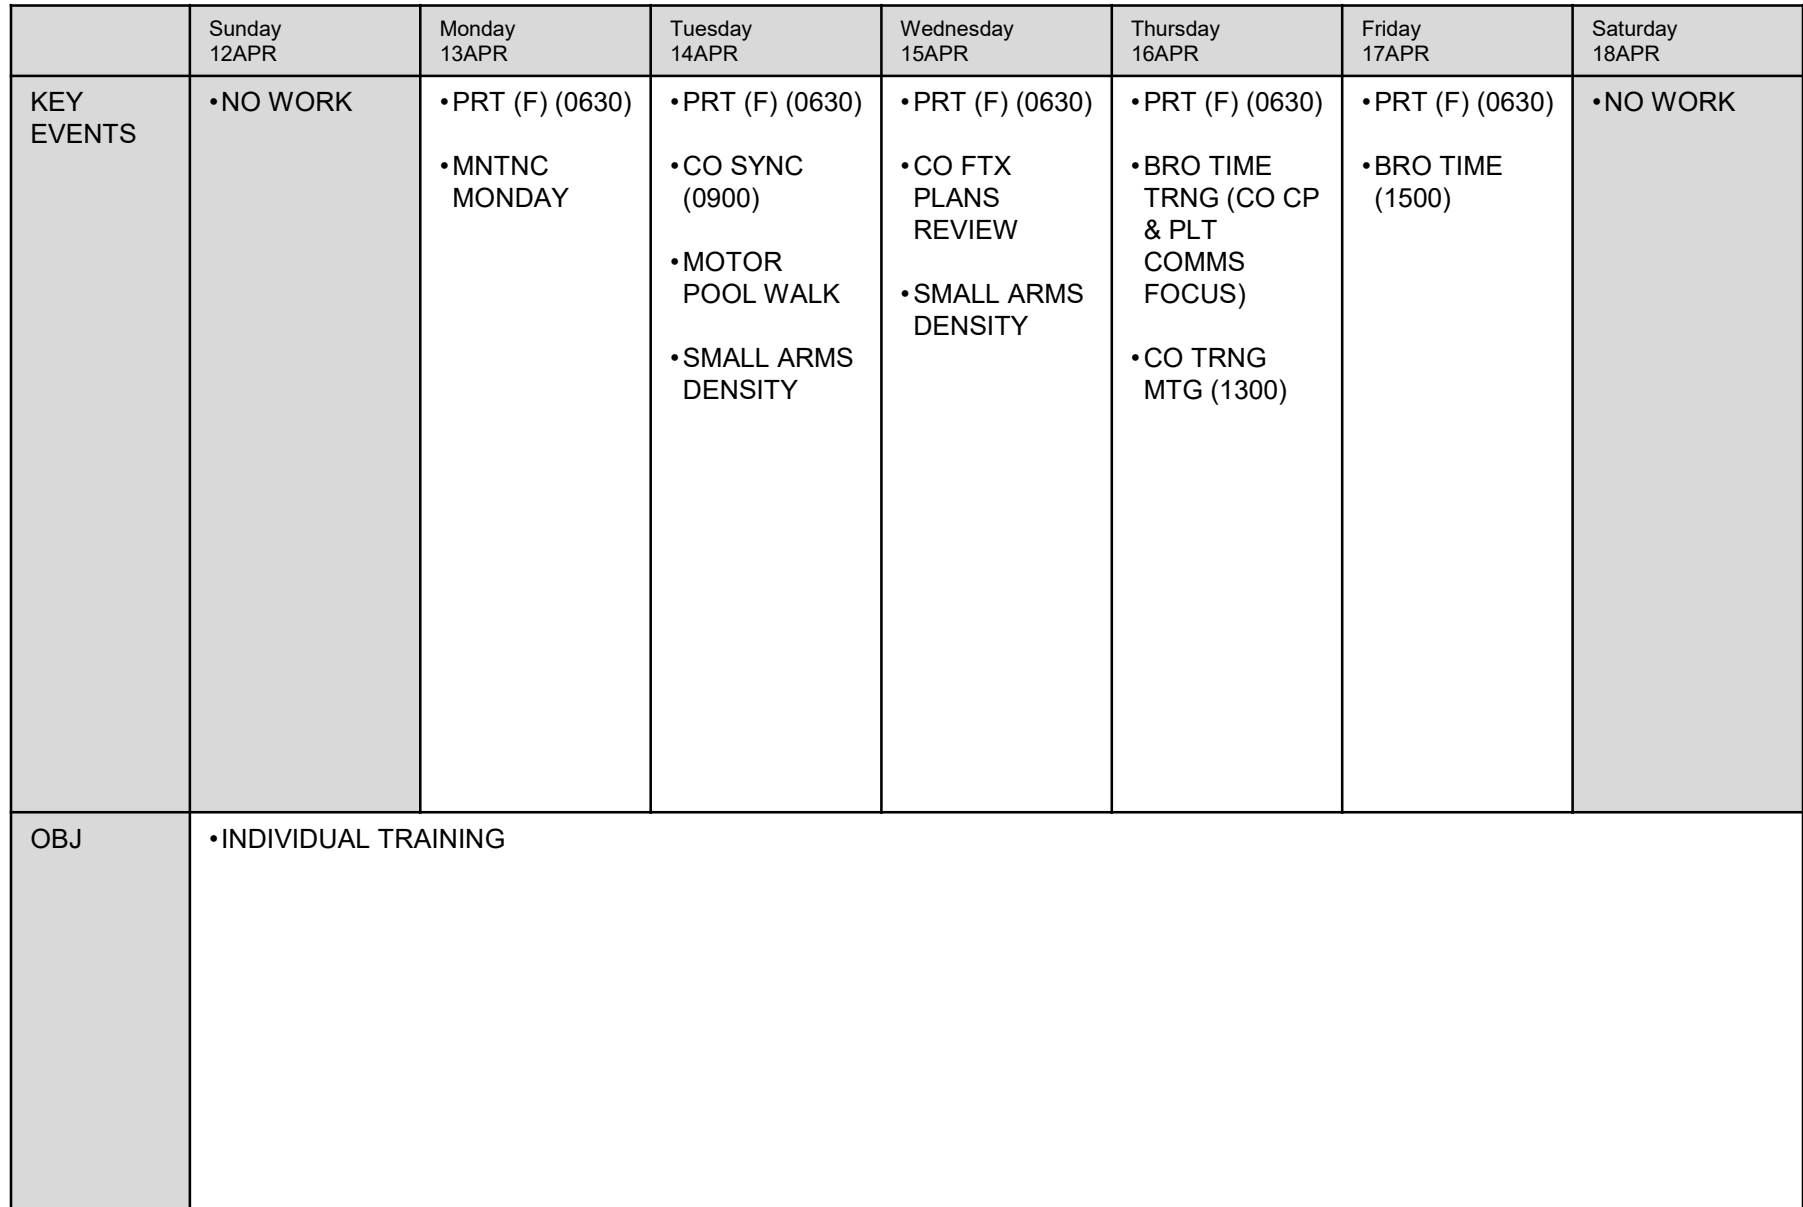 Sunday
12APR
Monday
13APR
Tuesday
14APR
Wednesday
15APR
Thursday
16APR
Friday
17APR
Saturday
18APR
KEY
EVENTS
•NO WORK
•PRT (F) (0630)
•MNTNC
MONDAY
•PRT (F) (0630)
•CO SYNC
(0900)
•MOTOR
POOL WALK
•SMALL ARMS
DENSITY
•PRT (F) (0630)
•CO FTX
PLANS
REVIEW
•SMALL ARMS
DENSITY
•PRT (F) (0630)
•BRO TIME
TRNG (CO CP
& PLT
COMMS
FOCUS)
•CO TRNG
MTG (1300)
•PRT (F) (0630)
•BRO TIME
(1500)
•NO WORK
OBJ
•INDIVIDUAL TRAINING